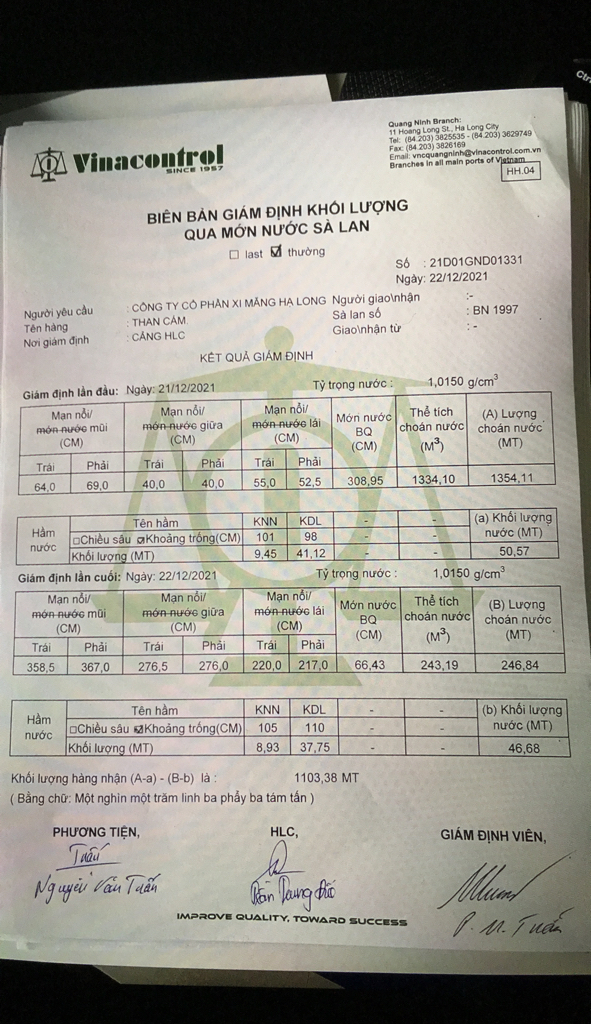 Vinacontrol
SINCE 1957
Quang Ninh Branch:
11 Hoang Long St., Ha Long City
Tel: (84.203) 3825535 - (84.203) 3629749
Fax: (84.203) 3826169
Email: vncquangninh@vinacontrol.com.vn
Branches in all main ports of Vietnam
HH.04
BIÊN BẢN GIÁM ĐỊNH KHỐI LƯỢNG
QUA MỚN NƯỚC SÀ LAN
☐ last ☑ thường
Số : 21D01GND01331
Ngày: 22/12/2021
Người yêu cầu : CÔNG TY CỔ PHẦN XI MĂNG HẠ LONG Người giao\nhận :-
Tên hàng : THAN CÁM Sà lan số : BN 1997
Nơi giám định : CẢNG HLC Giao\nhận từ : -
KẾT QUẢ GIÁM ĐỊNH
Giám định lần đầu: Ngày: 21/12/2021 Tỷ trọng nước : 1,0150 g/cm3
Mạn nổi/ món nước mũi (CM) Mạn nổi/ món nước giữa (CM) Mạn nổi/ món nước lái (CM) Món nước BQ (CM) Thể tích choán nước (M3) (A) Lượng choán nước (MT)
Trái Phải Trái Phải Trái Phải
64,0 69,0 40,0 40,0 55,0 52,5 308,95 1334,10 1354,11
Hầm nước Tên hầm KNN KDL - - (a) Khối lượng nước (MT)
☐Chiều sâu ☑Khoảng trống(CM) 101 98 - -
Khối lượng (MT) 9,45 41,12 - - 50,57
Giám định lần cuối: Ngày: 22/12/2021 Tỷ trọng nước : 1,0150 g/cm3
Mạn nổi/ món nước mũi (CM) Mạn nổi/ món nước giữa (CM) Mạn nổi/ món nước lái (CM) Món nước BQ (CM) Thể tích choán nước (M3) (B) Lượng choán nước (MT)
Trái Phải Trái Phải Trái Phải
358,5 367,0 276,5 276,0 220,0 217,0 66,43 243,19 246,84
Hầm nước Tên hầm KNN KDL - - (b) Khối lượng nước (MT)
☐Chiều sâu ☑Khoảng trống(CM) 105 110 - -
Khối lượng (MT) 8,93 37,75 - - 46,68
Khối lượng hàng nhận (A-a) - (B-b) là : 1103,38 MT
( Bằng chữ: Một nghìn một trăm linh ba phẩy ba tám tấn )
PHƯƠNG TIỆN, HLC, GIÁM ĐỊNH VIÊN,
Tuấn
Nguyễn Văn Tuấn
Trần Trung Đức
P. M. Tuấn
IMPROVE QUALITY, TOWARD SUCCESS
Ctrl